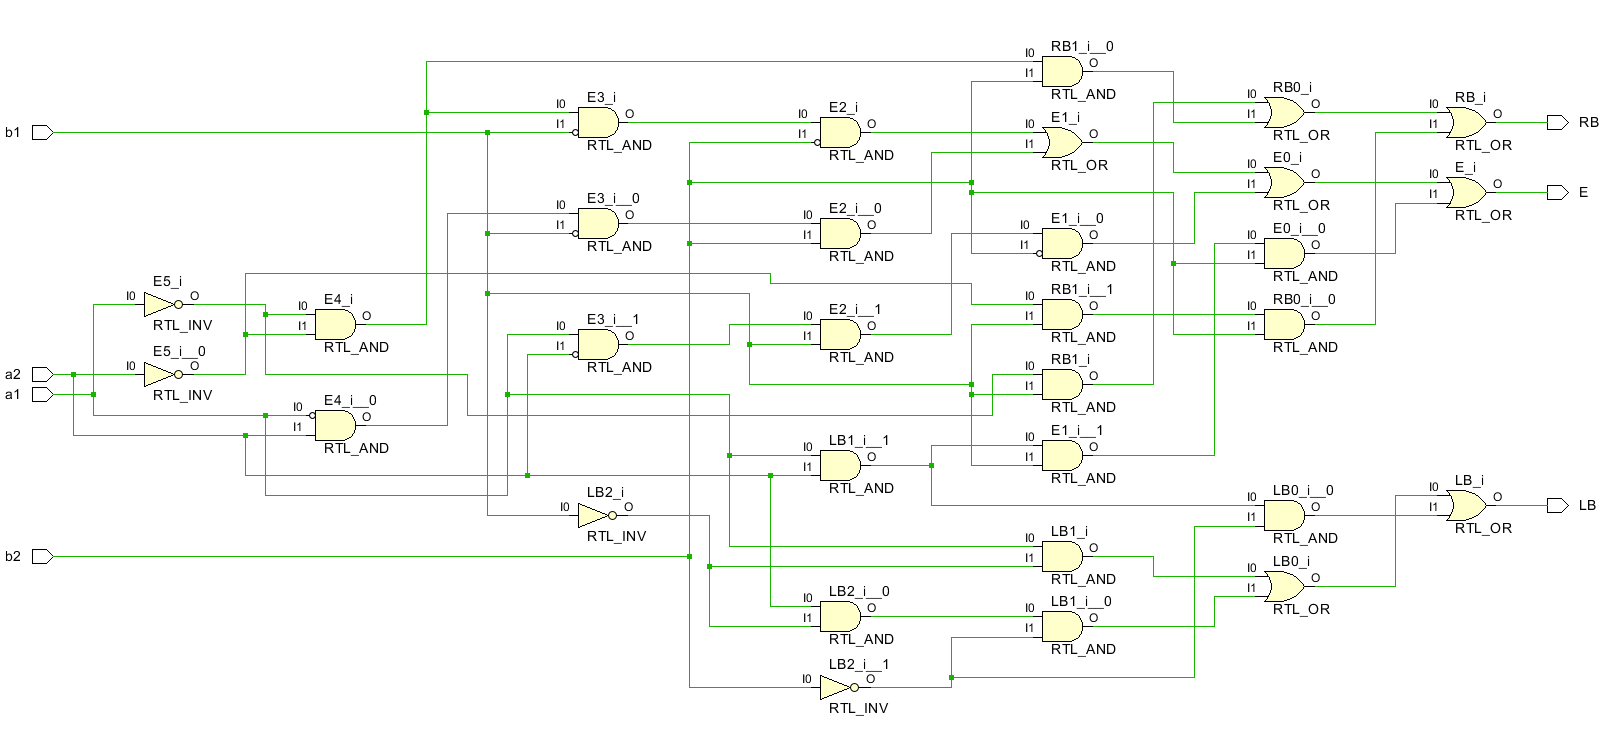 RB1_i__0
I0
O
I1
RTL_AND
RB0_i
I0
O
I1
RTL_OR
RB_i
I0
O
I1
RTL_OR
RB
E3_i
I0
O
I1
RTL_AND
E2_i
I0
O
I1
RTL_AND
E1_i
I0
O
I1
RTL_OR
b1
E0_i
I0
O
I1
RTL_OR
E_i
I0
O
I1
RTL_OR
E
E3_i__0
I0
O
I1
RTL_AND
E2_i__0
I0
O
I1
RTL_AND
E1_i__0
I0
O
I1
RTL_AND
E0_i__0
I0
O
I1
RTL_AND
E5_i
I0
O
RTL_INV
E4_i
I0
O
I1
RTL_AND
E3_i__1
I0
O
I1
RTL_AND
E2_i__1
I0
O
I1
RTL_AND
RB1_i__1
I0
O
I1
RTL_AND
RB0_i__0
I0
O
I1
RTL_AND
E5_i__0
I0
O
RTL_INV
a2
a1
RB1_i
I0
O
I1
RTL_AND
E4_i__0
I0
O
I1
RTL_AND
LB1_i__1
I0
O
I1
RTL_AND
E1_i__1
I0
O
I1
RTL_AND
LB2_i
I0
O
RTL_INV
LB0_i__0
I0
O
I1
RTL_AND
LB_i
I0
O
I1
RTL_OR
LB
b2
LB1_i
I0
O
I1
RTL_AND
LB0_i
I0
O
I1
RTL_OR
LB2_i__0
I0
O
I1
RTL_AND
LB1_i__0
I0
O
I1
RTL_AND
LB2_i__1
I0
O
RTL_INV